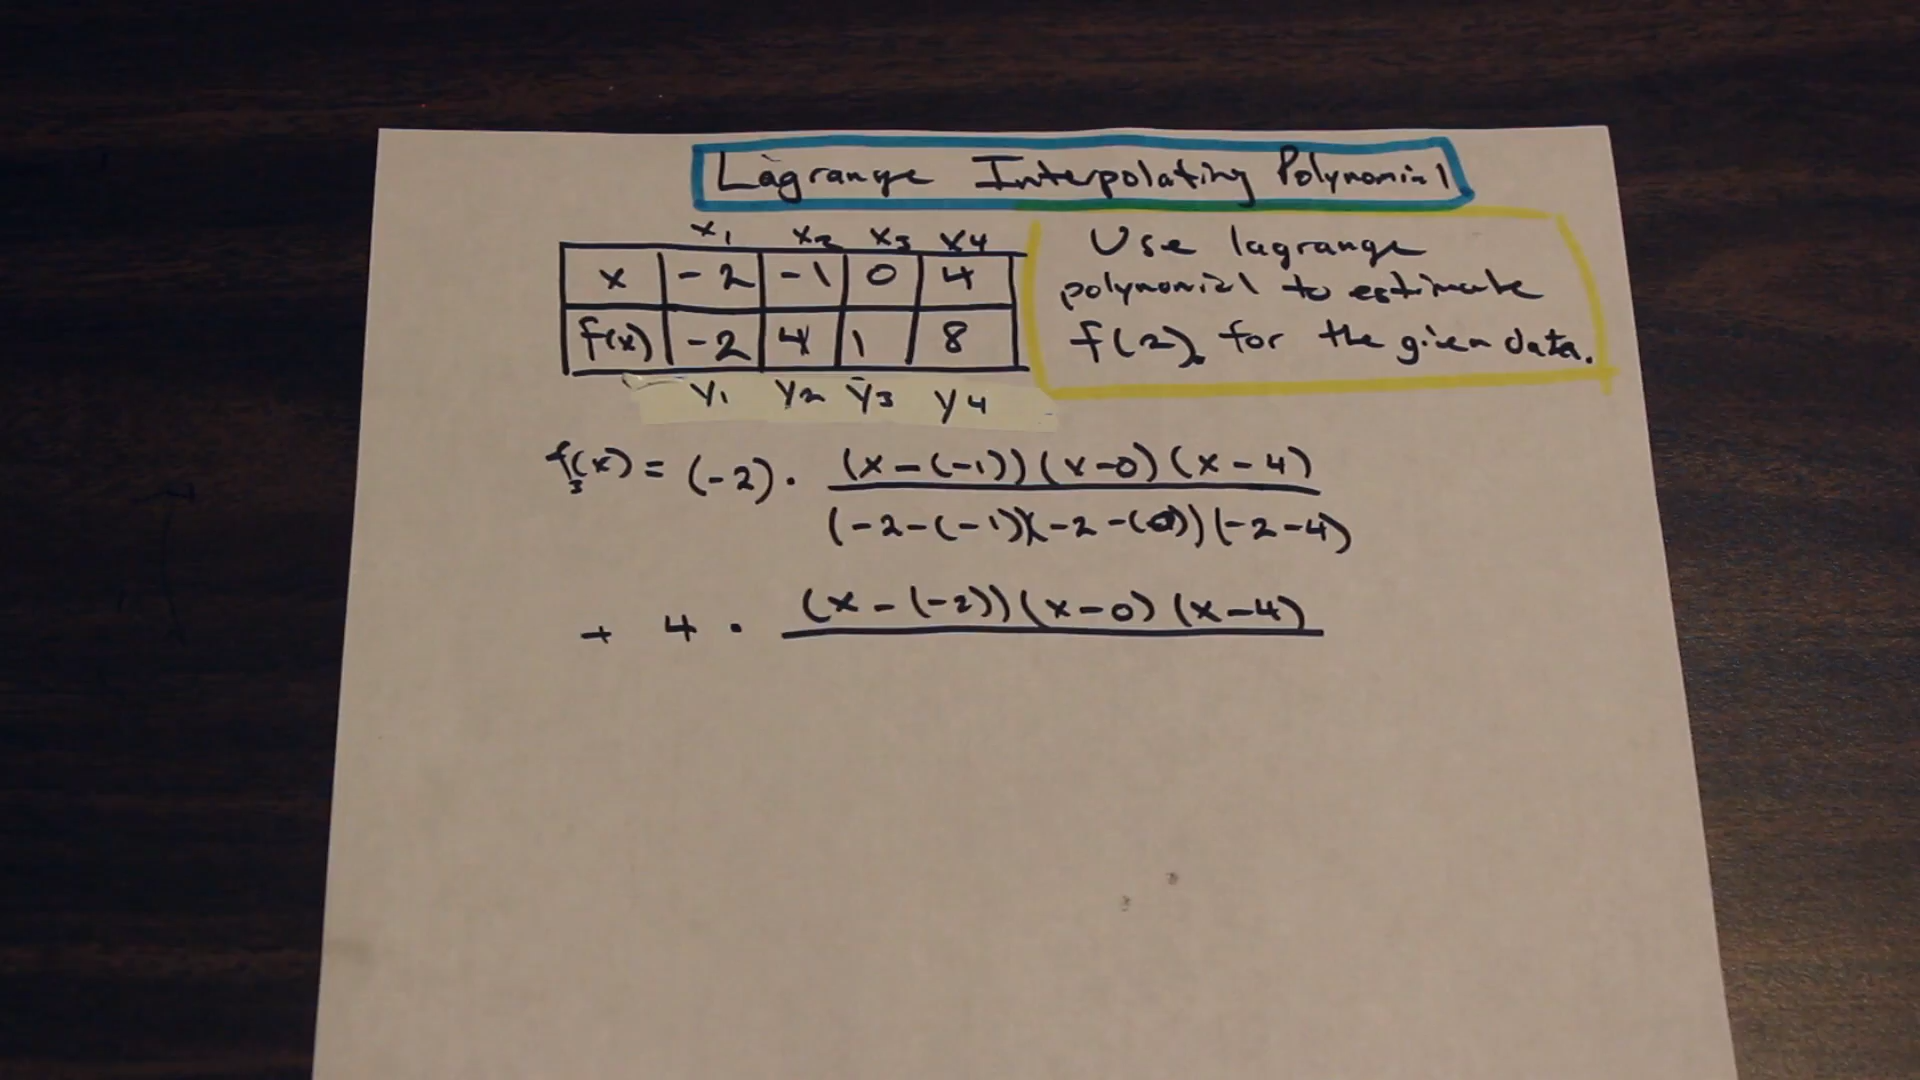 Lagrange Interpolating Polynomial
x1 x2 x3 x4
x -2 -1 0 4
f(x) -2 4 1 8
y1 y2 y3 y4
Use lagrange
polynomial to estimate
f(2) for the given data.
f3(x) = (-2) · (x-(-1))(x-0)(x-4)
(-2-(-1))(-2-(0))(-2-4)
+ 4 · (x-(-2))(x-0)(x-4)